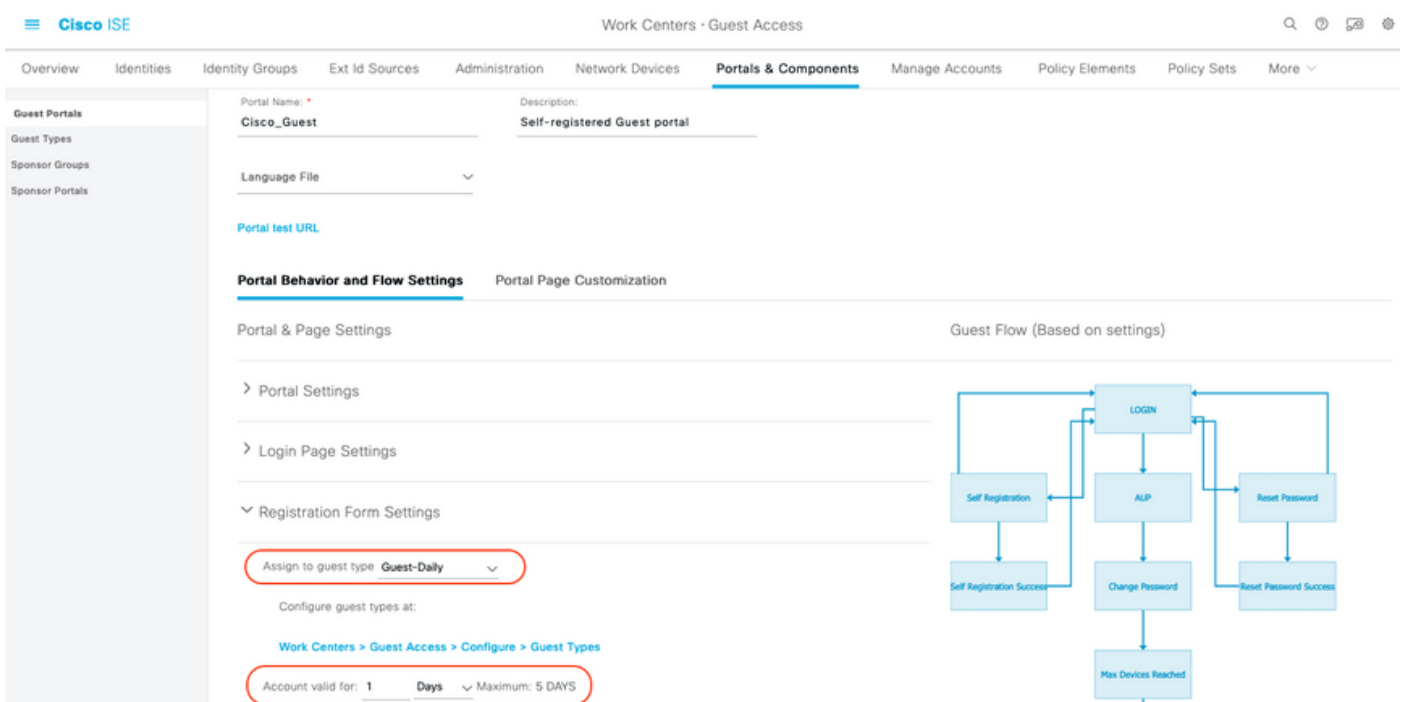 Cisco ISE
Work Centers · Guest Access
Overview Identities Identity Groups Ext Id Sources Administration Network Devices Portals & Components Manage Accounts Policy Elements Policy Sets More
Guest Portals
Guest Types
Sponsor Groups
Sponsor Portals
Portal Name: * Description:
Cisco_Guest Self-registered Guest portal
Language File
Portal test URL
Portal Behavior and Flow Settings Portal Page Customization
Portal & Page Settings
Guest Flow (Based on settings)
Portal Settings
Login Page Settings
Registration Form Settings
Assign to guest type Guest-Daily
Configure guest types at:
Work Centers > Guest Access > Configure > Guest Types
Account valid for: 1 Days Maximum: 5 DAYS
LOGIN
Self Registration AUP Reset Password
Self Registration Success Change Password Reset Password Success
Max Devices Reached